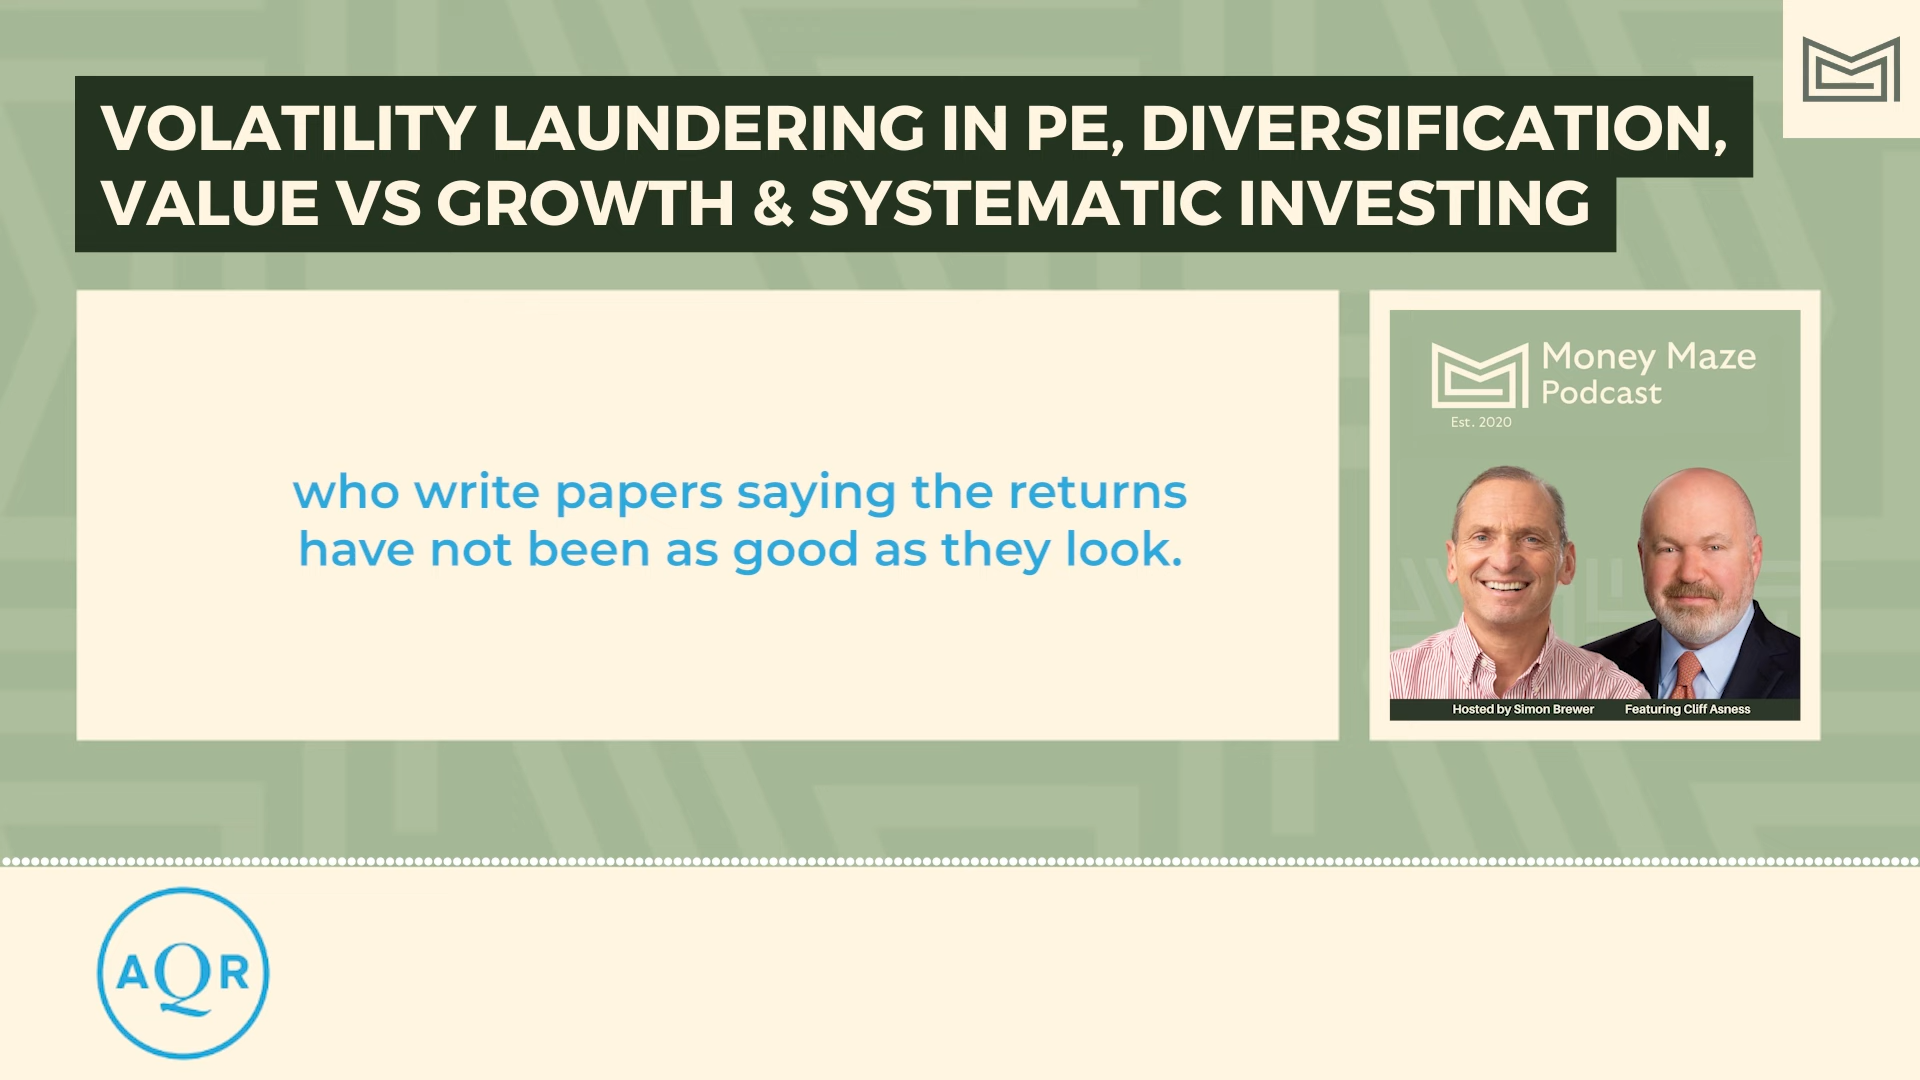 VOLATILITY LAUNDERING IN PE, DIVERSIFICATION,
VALUE VS GROWTH & SYSTEMATIC INVESTING
who write papers saying the returns
have not been as good as they look.
Money Maze
Podcast
Est. 2020
Hosted by Simon Brewer
Featuring Cliff Asness
AQR